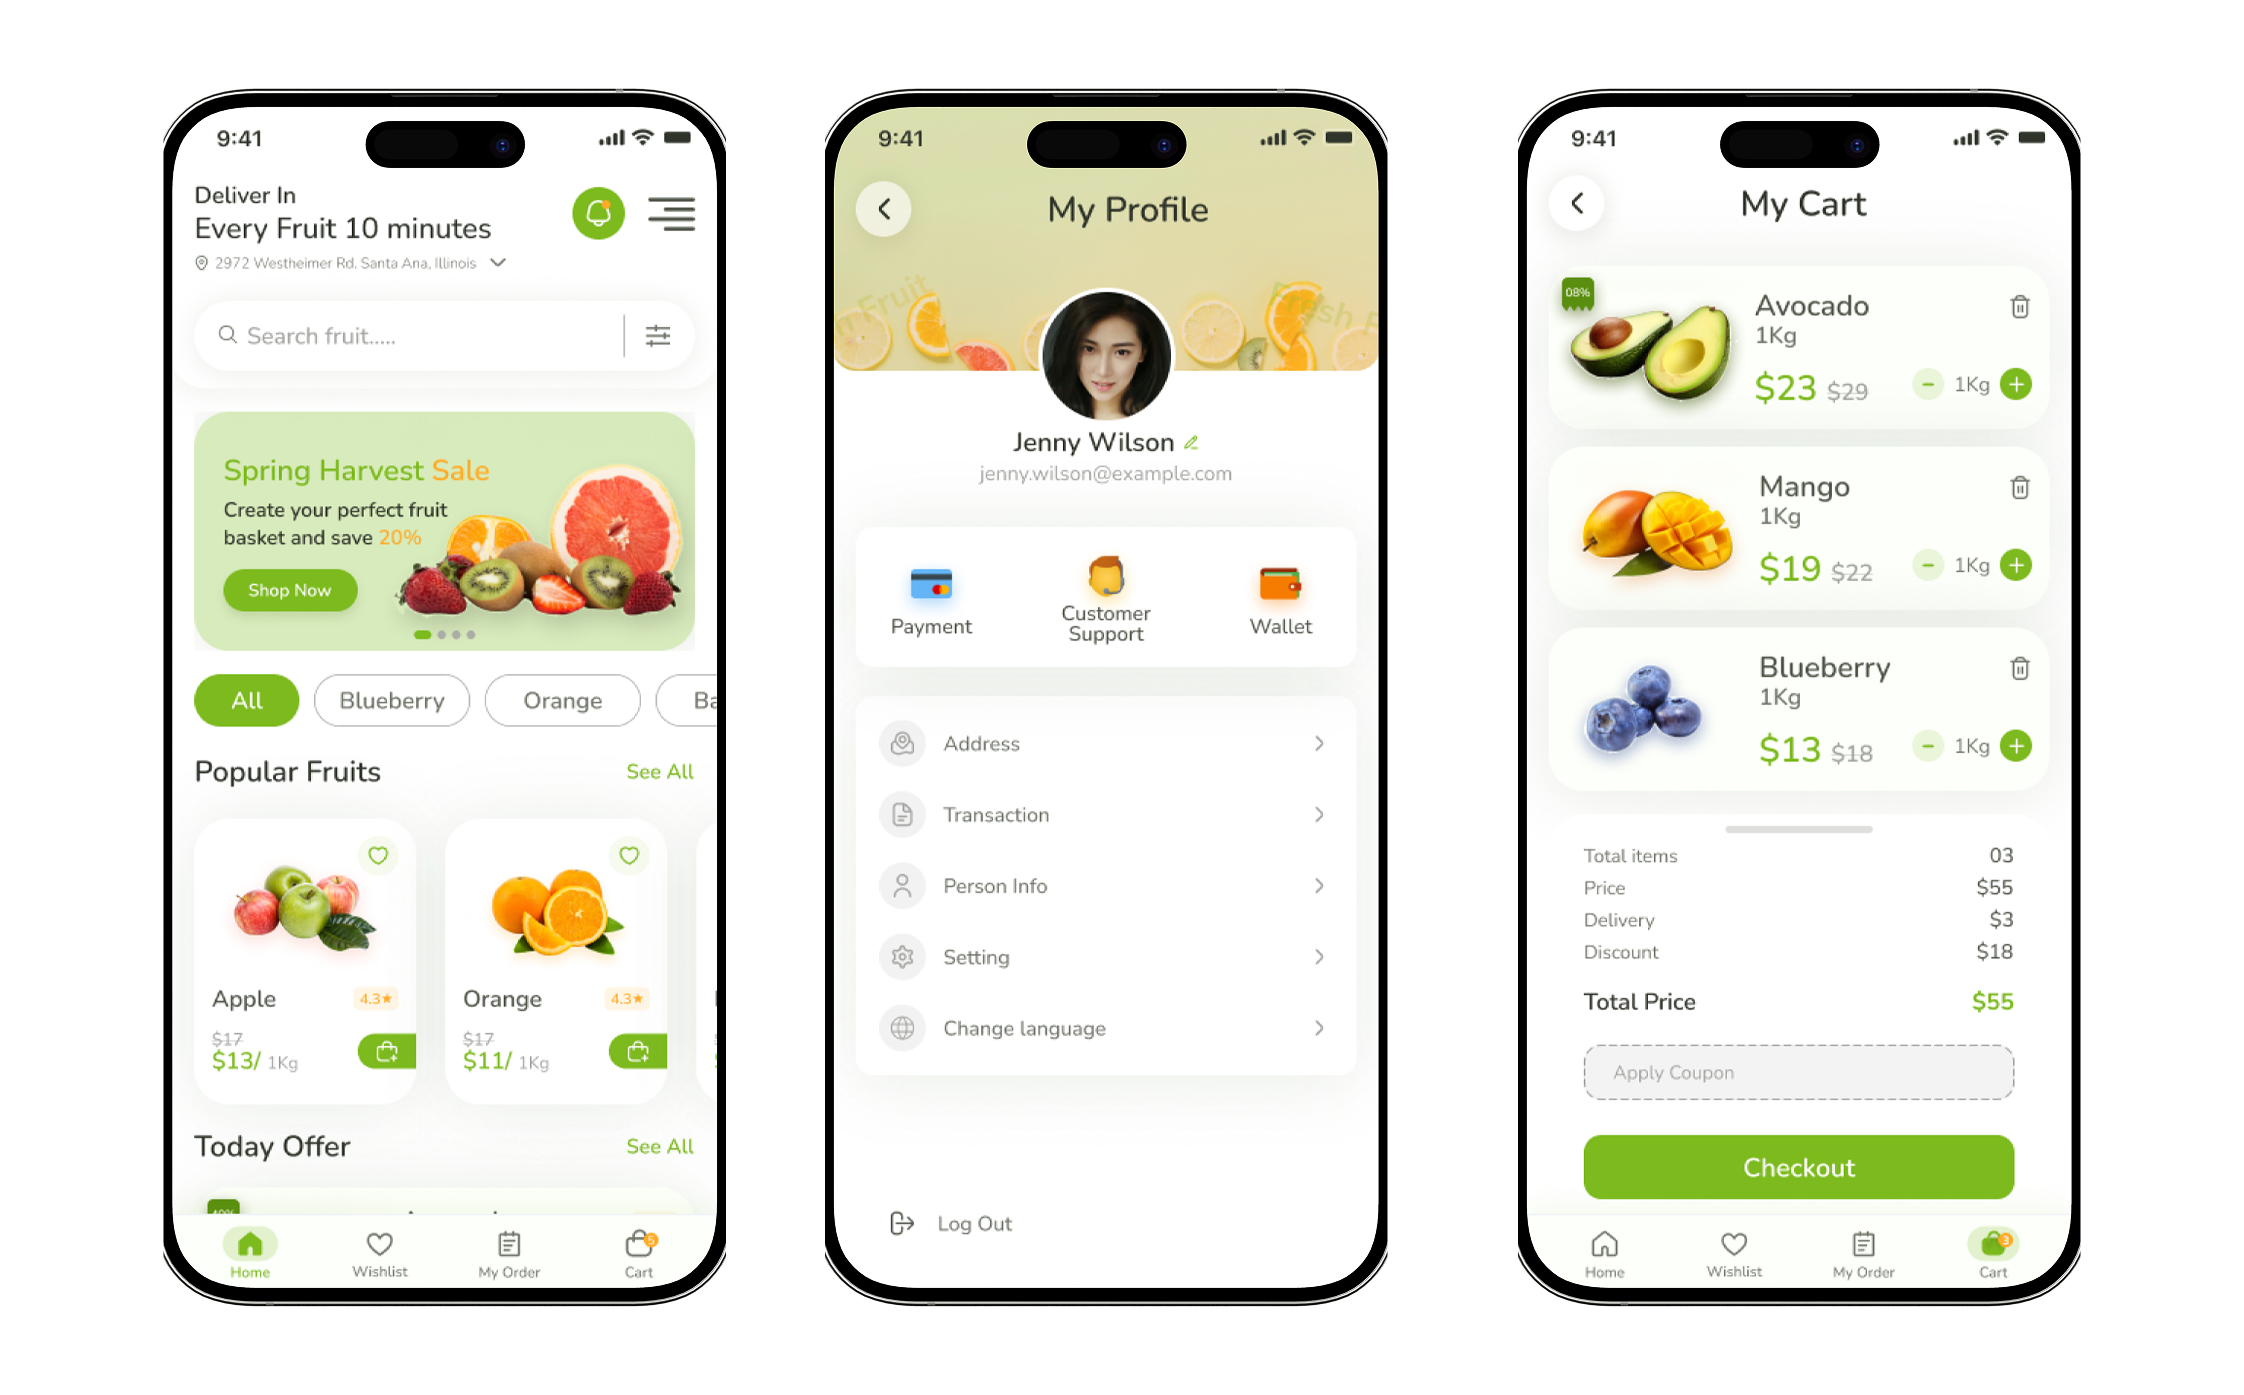 9:41
Deliver In
Every Fruit 10 minutes
2972 Westheimer Rd. Santa Ana, Illinois
Search fruit.....
Spring Harvest Sale
Create your perfect fruit
basket and save 20%
Shop Now
All Blueberry Orange Ba
Popular Fruits See All
Apple 4.3★
$17
$13/ 1Kg
Orange 4.3★
$17
$11/ 1Kg
Today Offer See All
Home Wishlist My Order Cart 5
9:41
My Profile
Fruit
Fresh F
Jenny Wilson
jenny.wilson@example.com
Payment
Customer
Support
Wallet
Address
Transaction
Person Info
Setting
Change language
Log Out
9:41
My Cart
08%
Avocado
1Kg
$23 $29 − 1Kg +
Mango
1Kg
$19 $22 − 1Kg +
Blueberry
1Kg
$13 $18 − 1Kg +
Total items 03
Price $55
Delivery $3
Discount $18
Total Price $55
Apply Coupon
Checkout
Home Wishlist My Order Cart 3